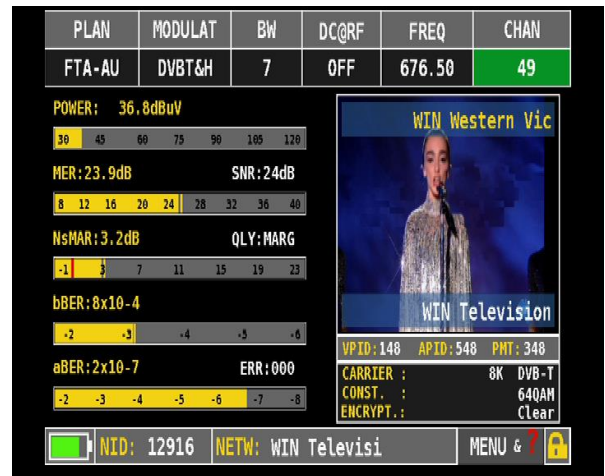 PLAN MODULAT BW DC@RF FREQ CHAN
FTA-AU DVBT&H 7 OFF 676.50 49
POWER: 36.8dBuV
30 45 60 75 90 105 120
MER:23.9dB SNR:24dB
8 12 16 20 24 28 32 36 40
NsMAR:3.2dB QLY:MARG
-1 3 7 11 15 19 23
bBER:8x10-4
-2 -3 -4 -5 -6
aBER:2x10-7 ERR:000
-2 -3 -4 -5 -6 -7 -8
WIN Western Vic
WIN Television
VPID:148 APID:548 PMT:348
CARRIER : 8K DVB-T
CONST. : 64QAM
ENCRYPT.: Clear
NID: 12916 NETW: WIN Televisi MENU & ?